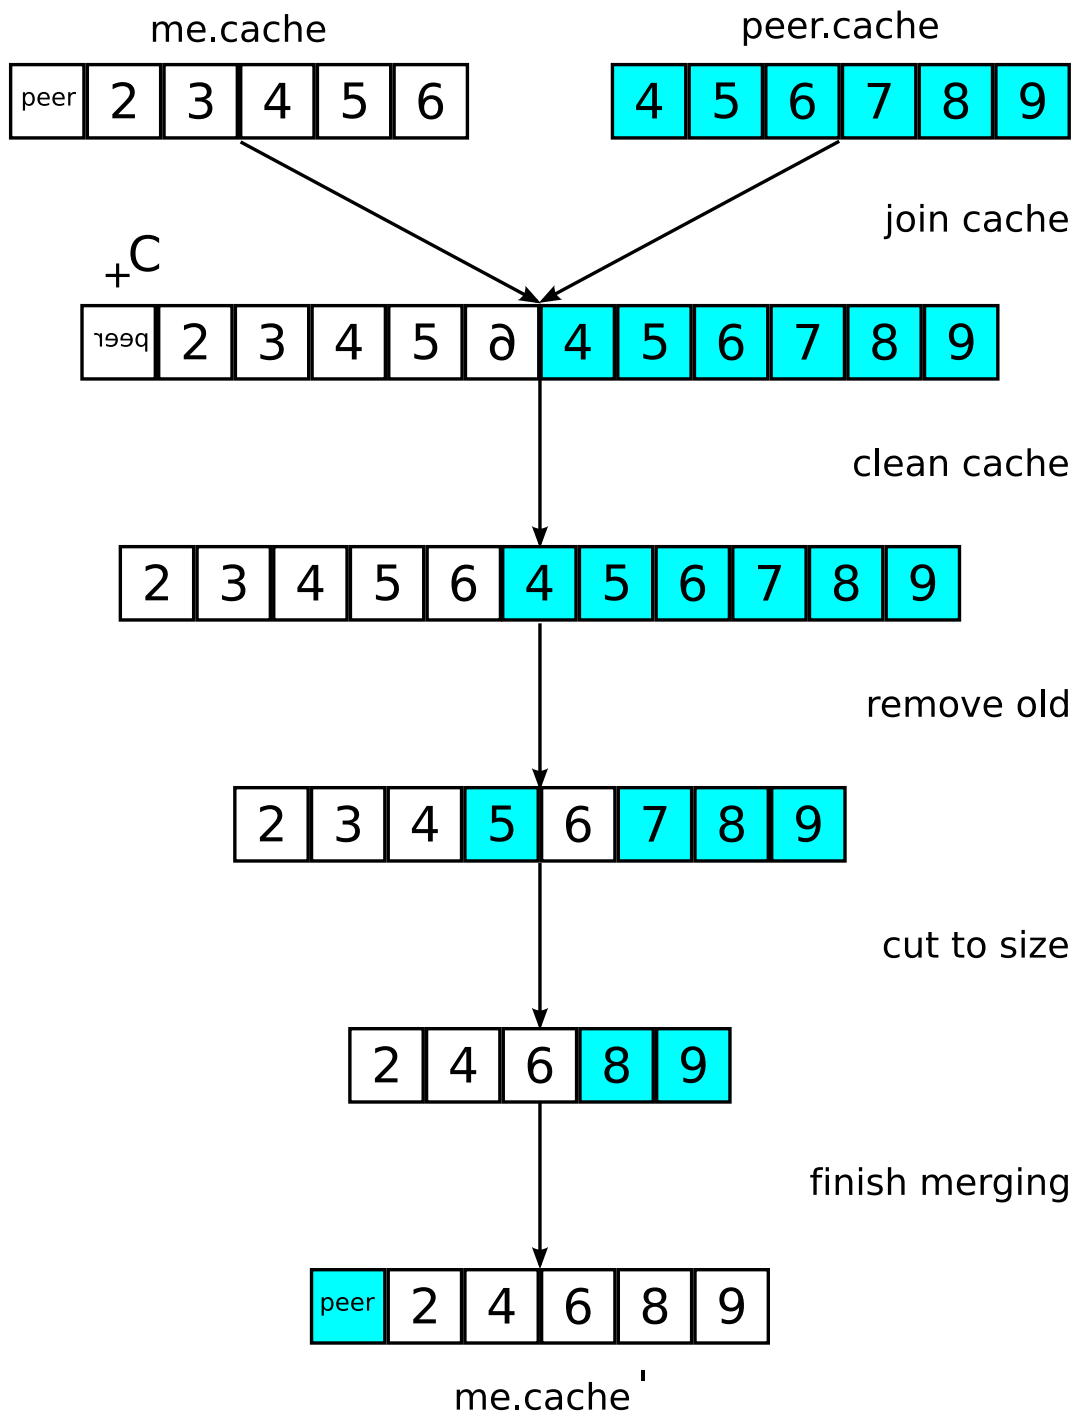 me.cache
peer.cache
peer 2 3 4 5 6
4 5 6 7 8 9
join cache
+C
peer 2 3 4 5 6 4 5 6 7 8 9
clean cache
2 3 4 5 6 4 5 6 7 8 9
remove old
2 3 4 5 6 7 8 9
cut to size
2 4 6 8 9
finish merging
peer 2 4 6 8 9
me.cache'